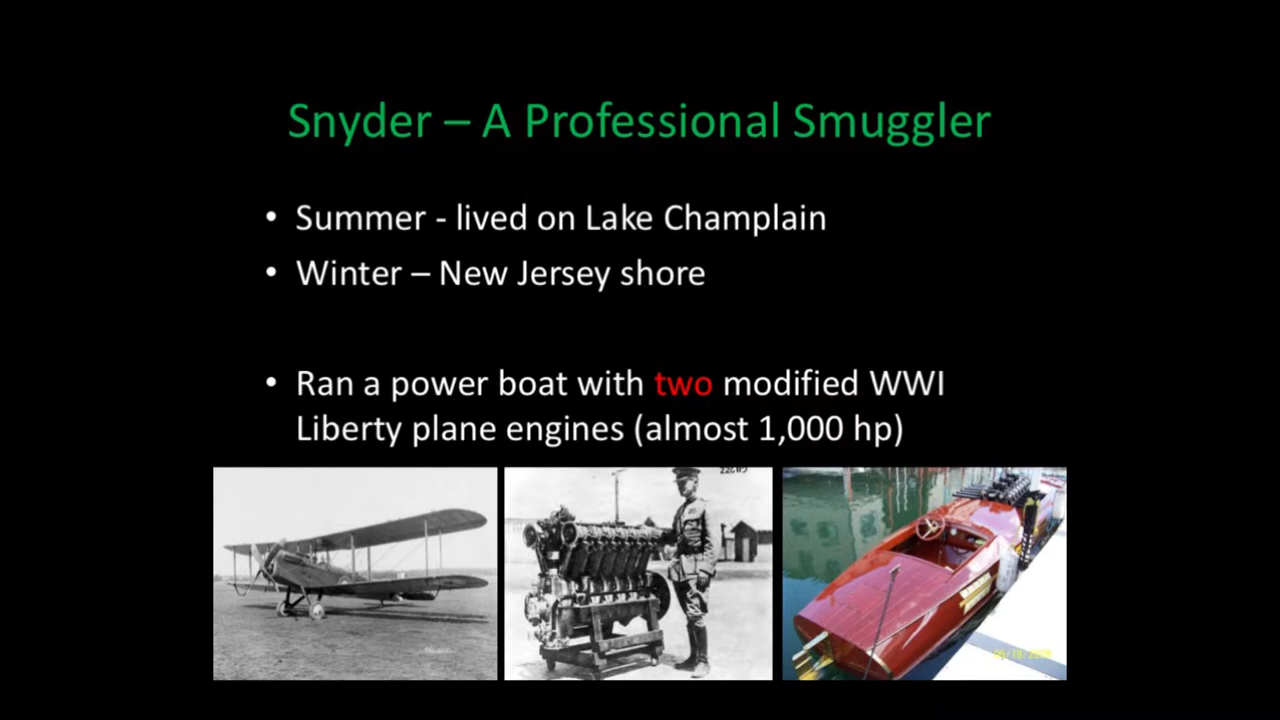 Snyder – A Professional Smuggler
• Summer - lived on Lake Champlain
• Winter – New Jersey shore
• Ran a power boat with two modified WWI
Liberty plane engines (almost 1,000 hp)